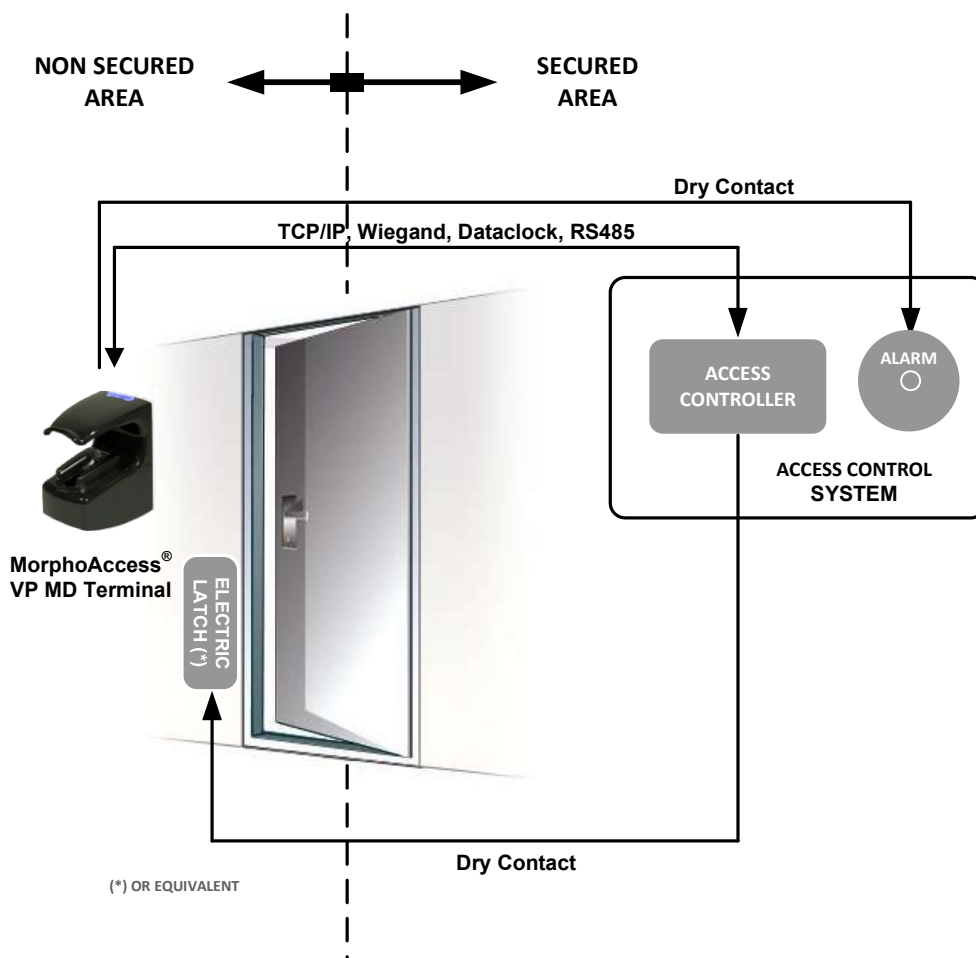 NON SECURED
AREA
SECURED
AREA
Dry Contact
TCP/IP, Wiegand, Dataclock, RS485
ACCESS
CONTROLLER
ALARM
ACCESS CONTROL
SYSTEM
MorphoAccess®
VP MD Terminal
ELECTRIC
LATCH (*)
Dry Contact
(*) OR EQUIVALENT